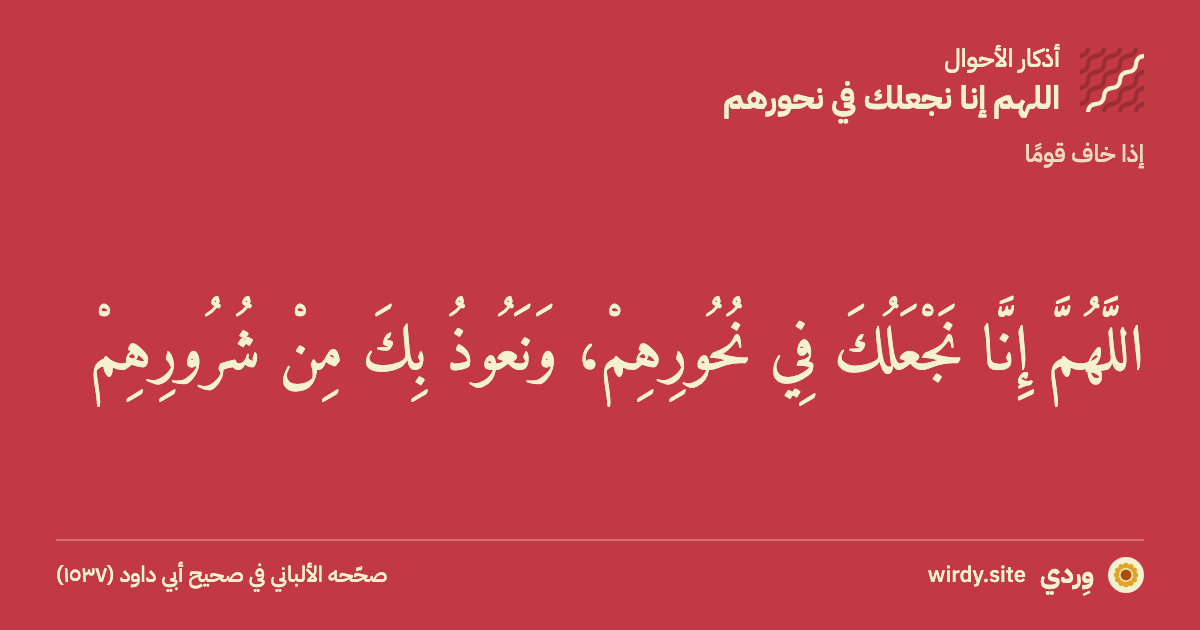 أذكار الأحوال
اللهم إنا نجعلك في نحورهم
إذا خاف قومًا
اللَّهُمَّ إِنَّا نَجْعَلُكَ فِي نُحُورِهِمْ، وَنَعُوذُ بِكَ مِنْ شُرُورِهِمْ
وِردي wirdy.site
صحّحه الألباني في صحيح أبي داود (١٥٣٧)